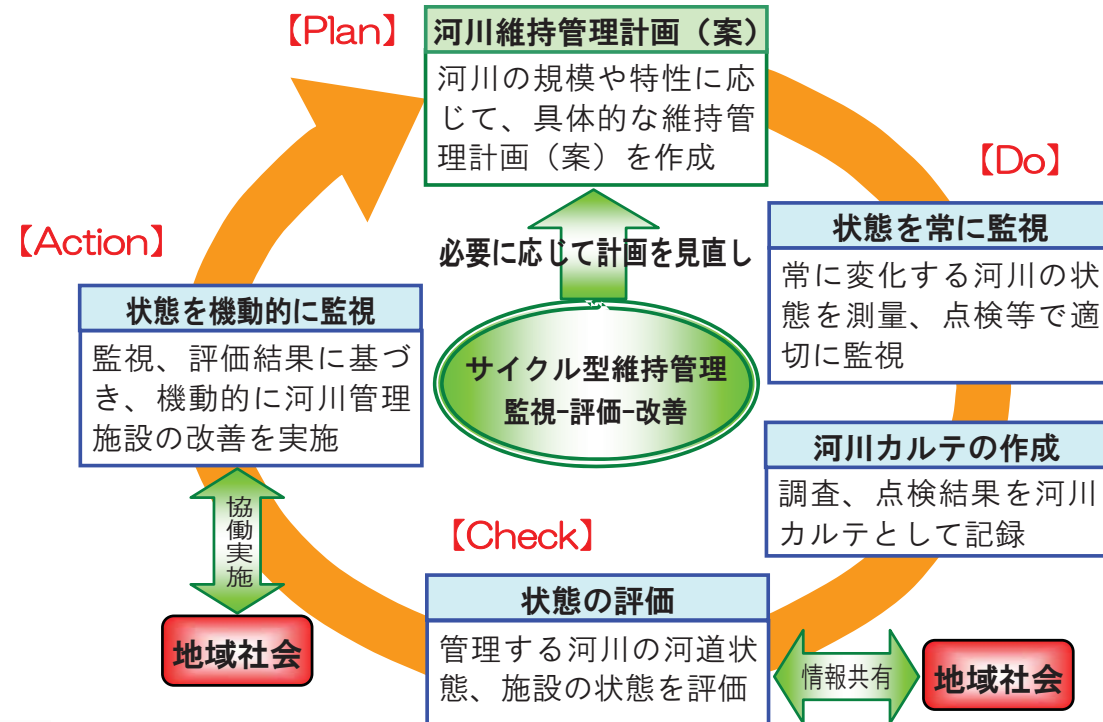 【Plan】
河川維持管理計画（案）
河川の規模や特性に応
じて、具体的な維持管
理計画（案）を作成
【Do】
状態を常に監視
常に変化する河川の状
態を測量、点検等で適
切に監視
河川カルテの作成
調査、点検結果を河川
カルテとして記録
【Check】
状態の評価
管理する河川の河道状
態、施設の状態を評価
情報共有
地域社会
【Action】
状態を機動的に監視
監視、評価結果に基づ
き、機動的に河川管理
施設の改善を実施
協働実施
地域社会
必要に応じて計画を見直し
サイクル型維持管理
監視-評価-改善